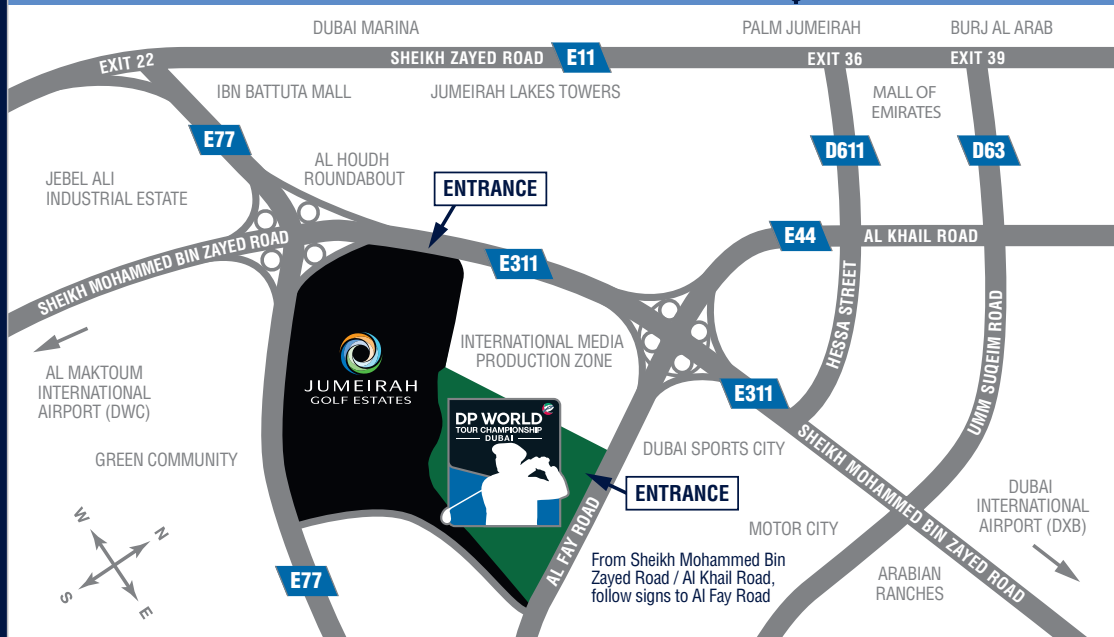 DUBAI MARINA
PALM JUMEIRAH
BURJ AL ARAB
EXIT 22
SHEIKH ZAYED ROAD
E11
EXIT 36
EXIT 39
IBN BATTUTA MALL
JUMEIRAH LAKES TOWERS
MALL OF
EMIRATES
E77
D611
D63
AL HOUDH
ROUNDABOUT
JEBEL ALI
INDUSTRIAL ESTATE
ENTRANCE
SHEIKH MOHAMMED BIN ZAYED ROAD
E311
E44
AL KHAIL ROAD
HESSA STREET
UMM SUQEIM ROAD
INTERNATIONAL MEDIA
PRODUCTION ZONE
JUMEIRAH
GOLF ESTATES
AL MAKTOUM
INTERNATIONAL
AIRPORT (DWC)
E311
DP WORLD
TOUR CHAMPIONSHIP
DUBAI
SHEIKH MOHAMMED BIN ZAYED ROAD
DUBAI SPORTS CITY
GREEN COMMUNITY
ENTRANCE
DUBAI
INTERNATIONAL
AIRPORT (DXB)
MOTOR CITY
AL FAY ROAD
W
N
S
E
From Sheikh Mohammed Bin
Zayed Road / Al Khail Road,
follow signs to Al Fay Road
E77
ARABIAN
RANCHES